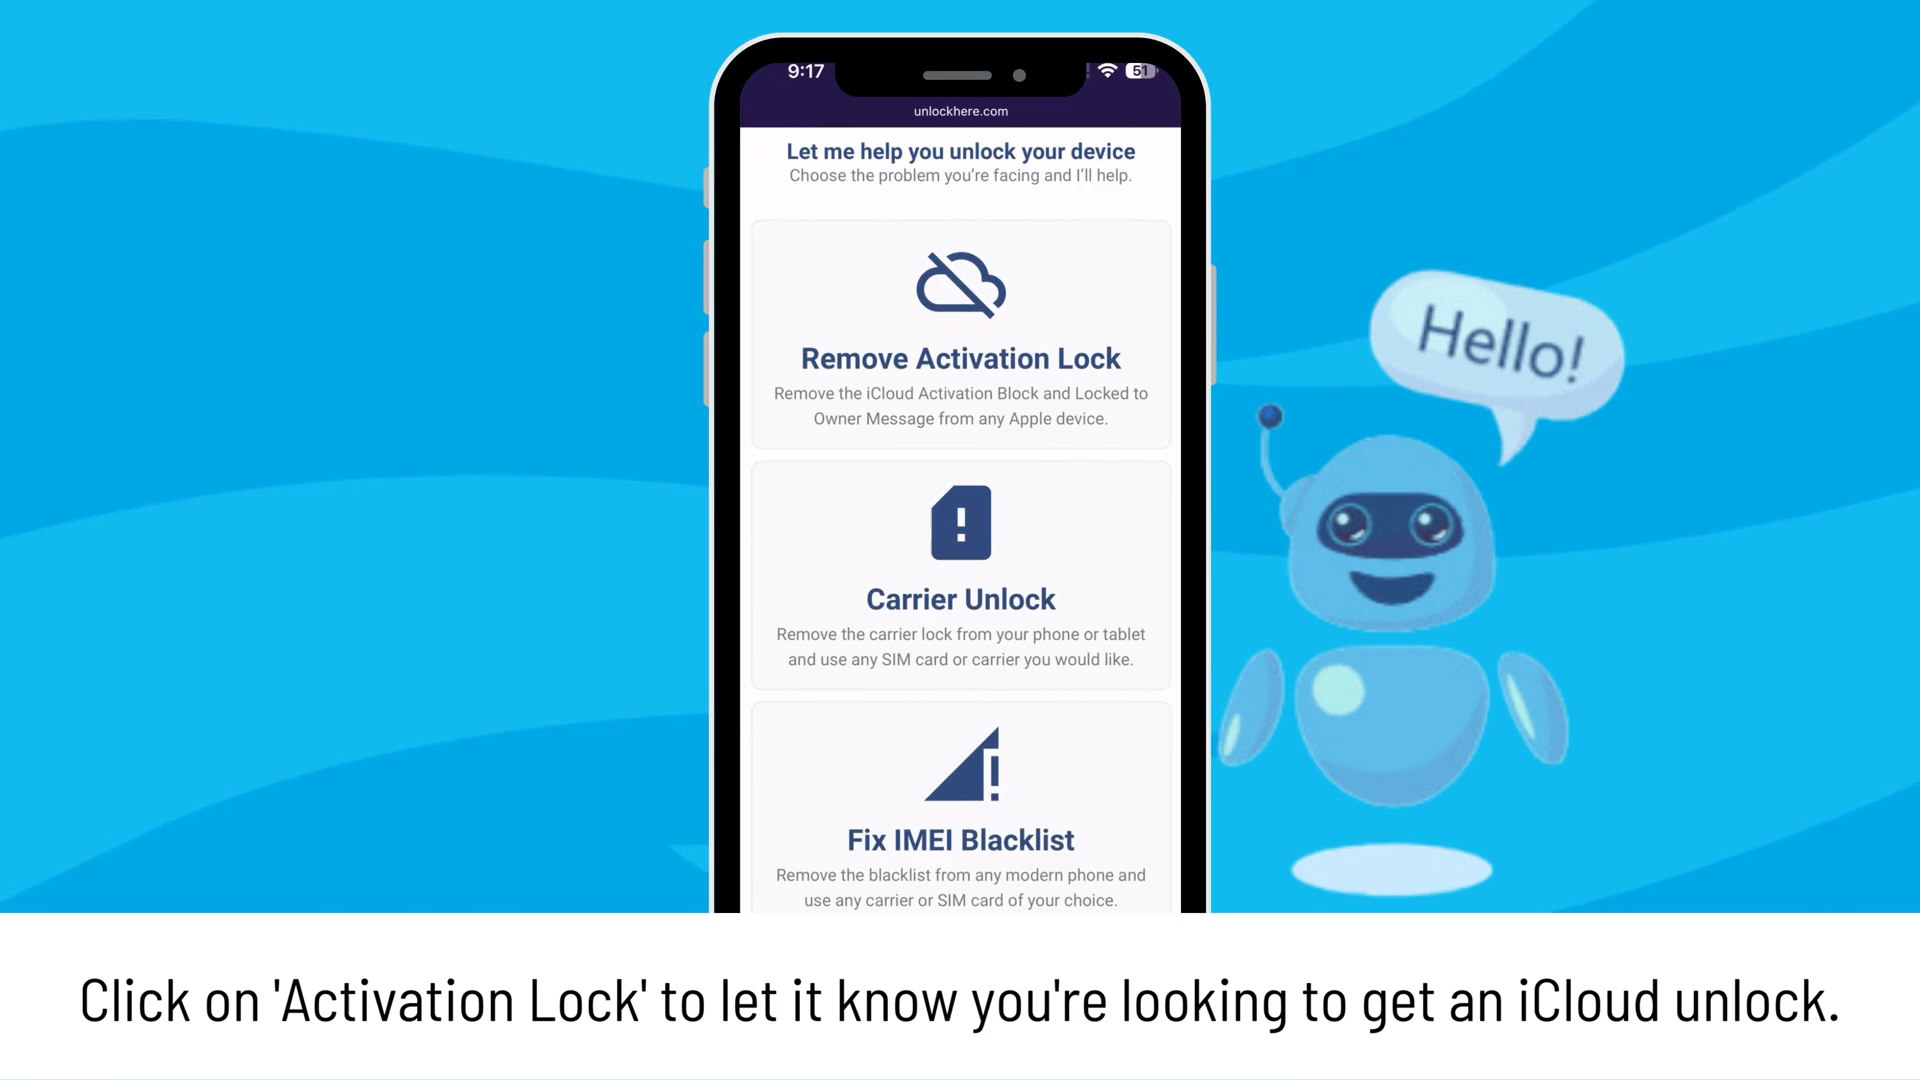 9:17
51
unlockhere.com
Let me help you unlock your device
Choose the problem you’re facing and I’ll help.
Remove Activation Lock
Remove the iCloud Activation Block and Locked to
Owner Message from any Apple device.
Carrier Unlock
Remove the carrier lock from your phone or tablet
and use any SIM card or carrier you would like.
Fix IMEI Blacklist
Remove the blacklist from any modern phone and
use any carrier or SIM card of your choice.
Hello!
Click on 'Activation Lock' to let it know you're looking to get an iCloud unlock.